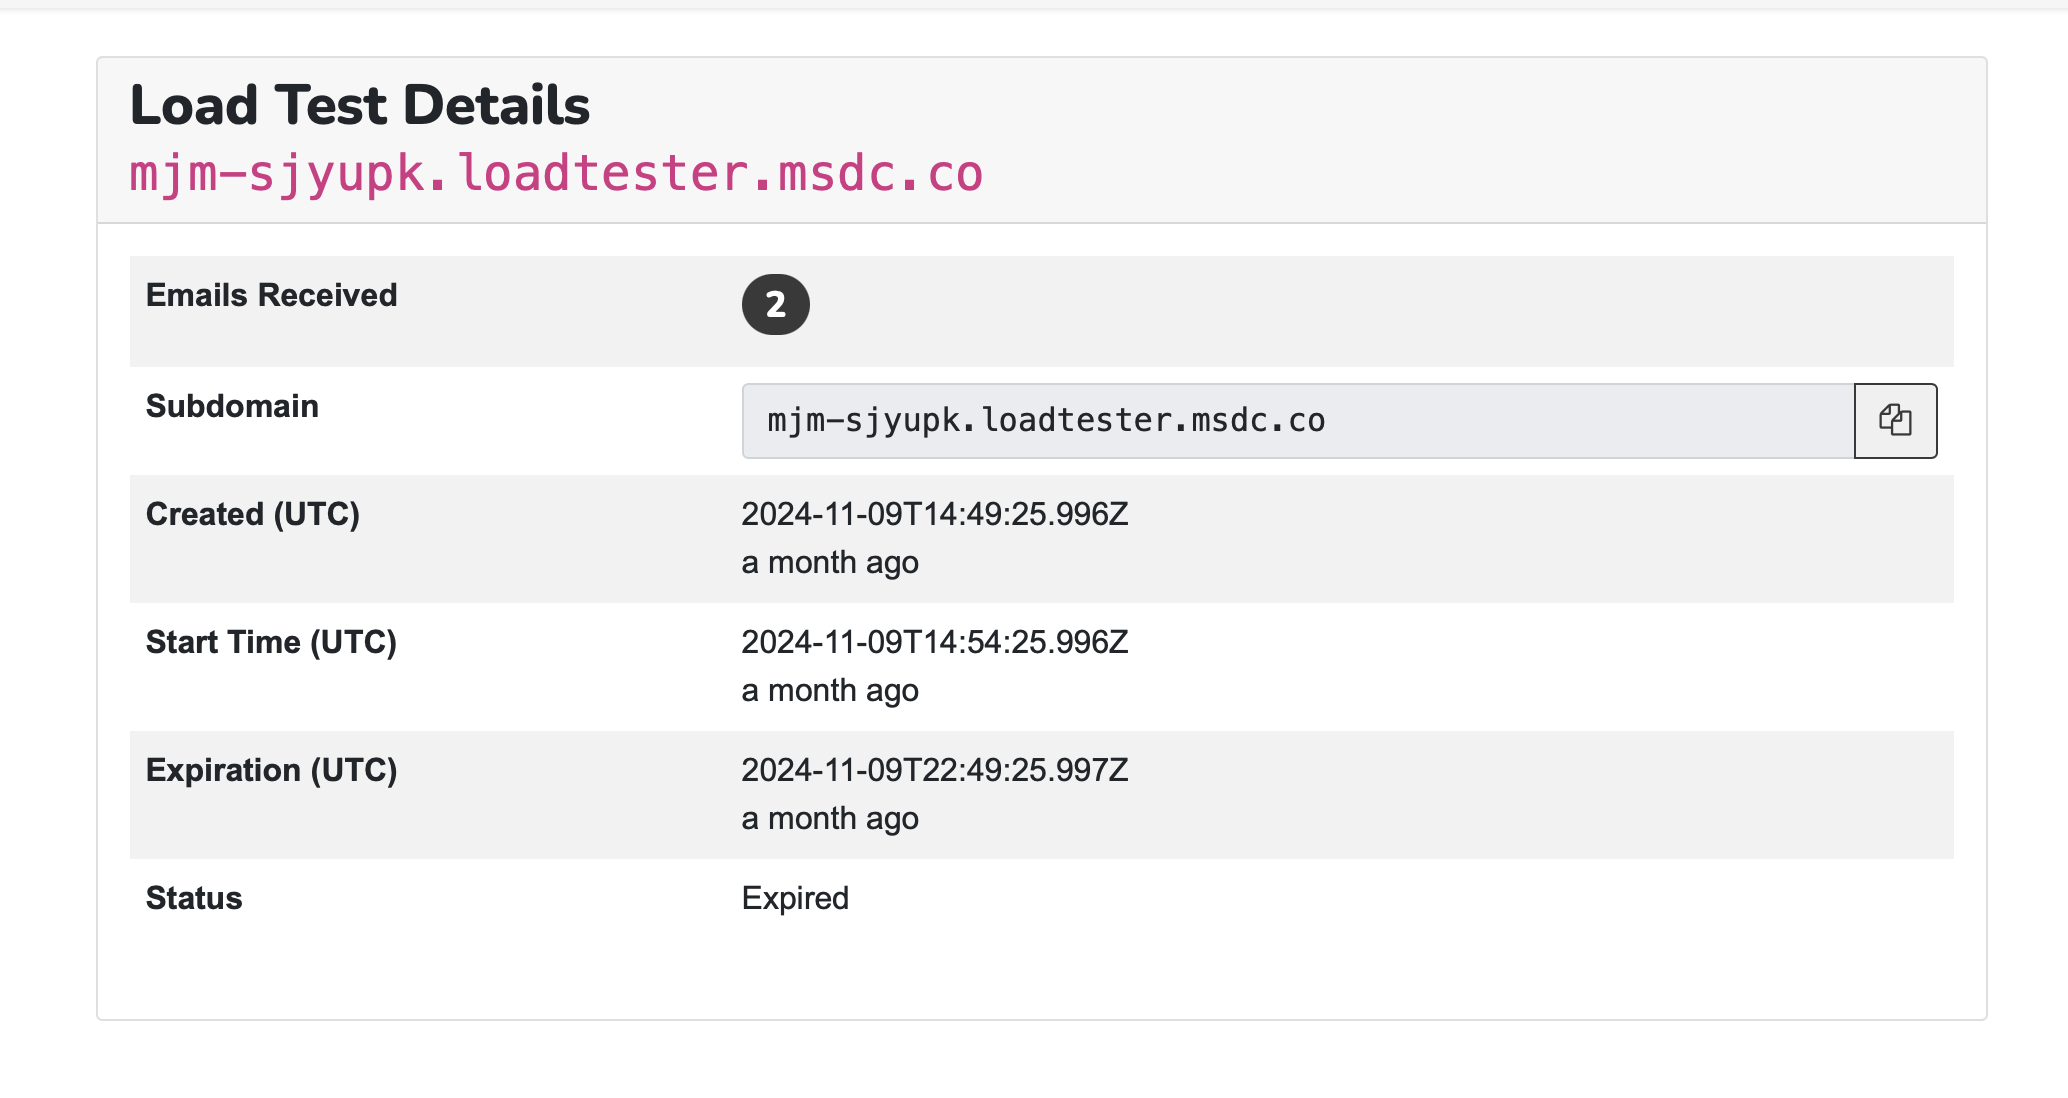 Load Test Details
mjm-sjyupk.loadtester.msdc.co
Emails Received 2
Subdomain mjm-sjyupk.loadtester.msdc.co
Created (UTC) 2024-11-09T14:49:25.996Z
a month ago
Start Time (UTC) 2024-11-09T14:54:25.996Z
a month ago
Expiration (UTC) 2024-11-09T22:49:25.997Z
a month ago
Status Expired